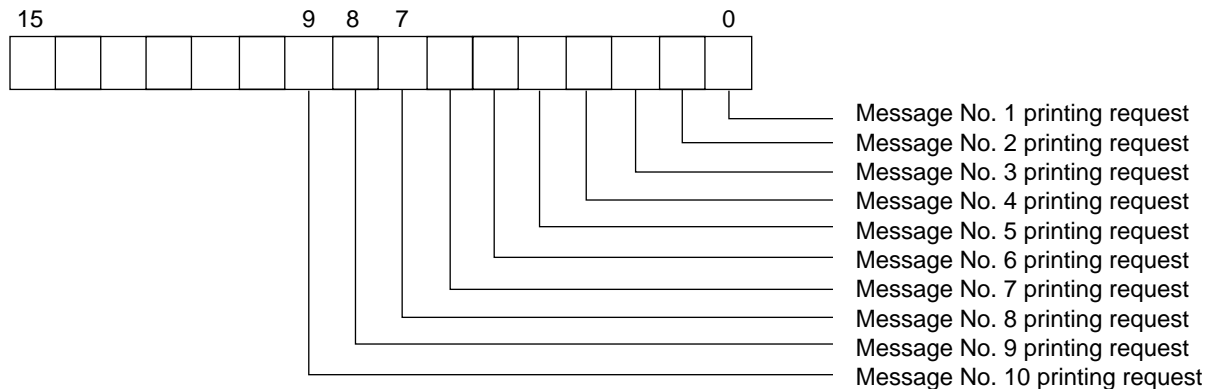 15 9 8 7 0
Message No. 1 printing request
Message No. 2 printing request
Message No. 3 printing request
Message No. 4 printing request
Message No. 5 printing request
Message No. 6 printing request
Message No. 7 printing request
Message No. 8 printing request
Message No. 9 printing request
Message No. 10 printing request